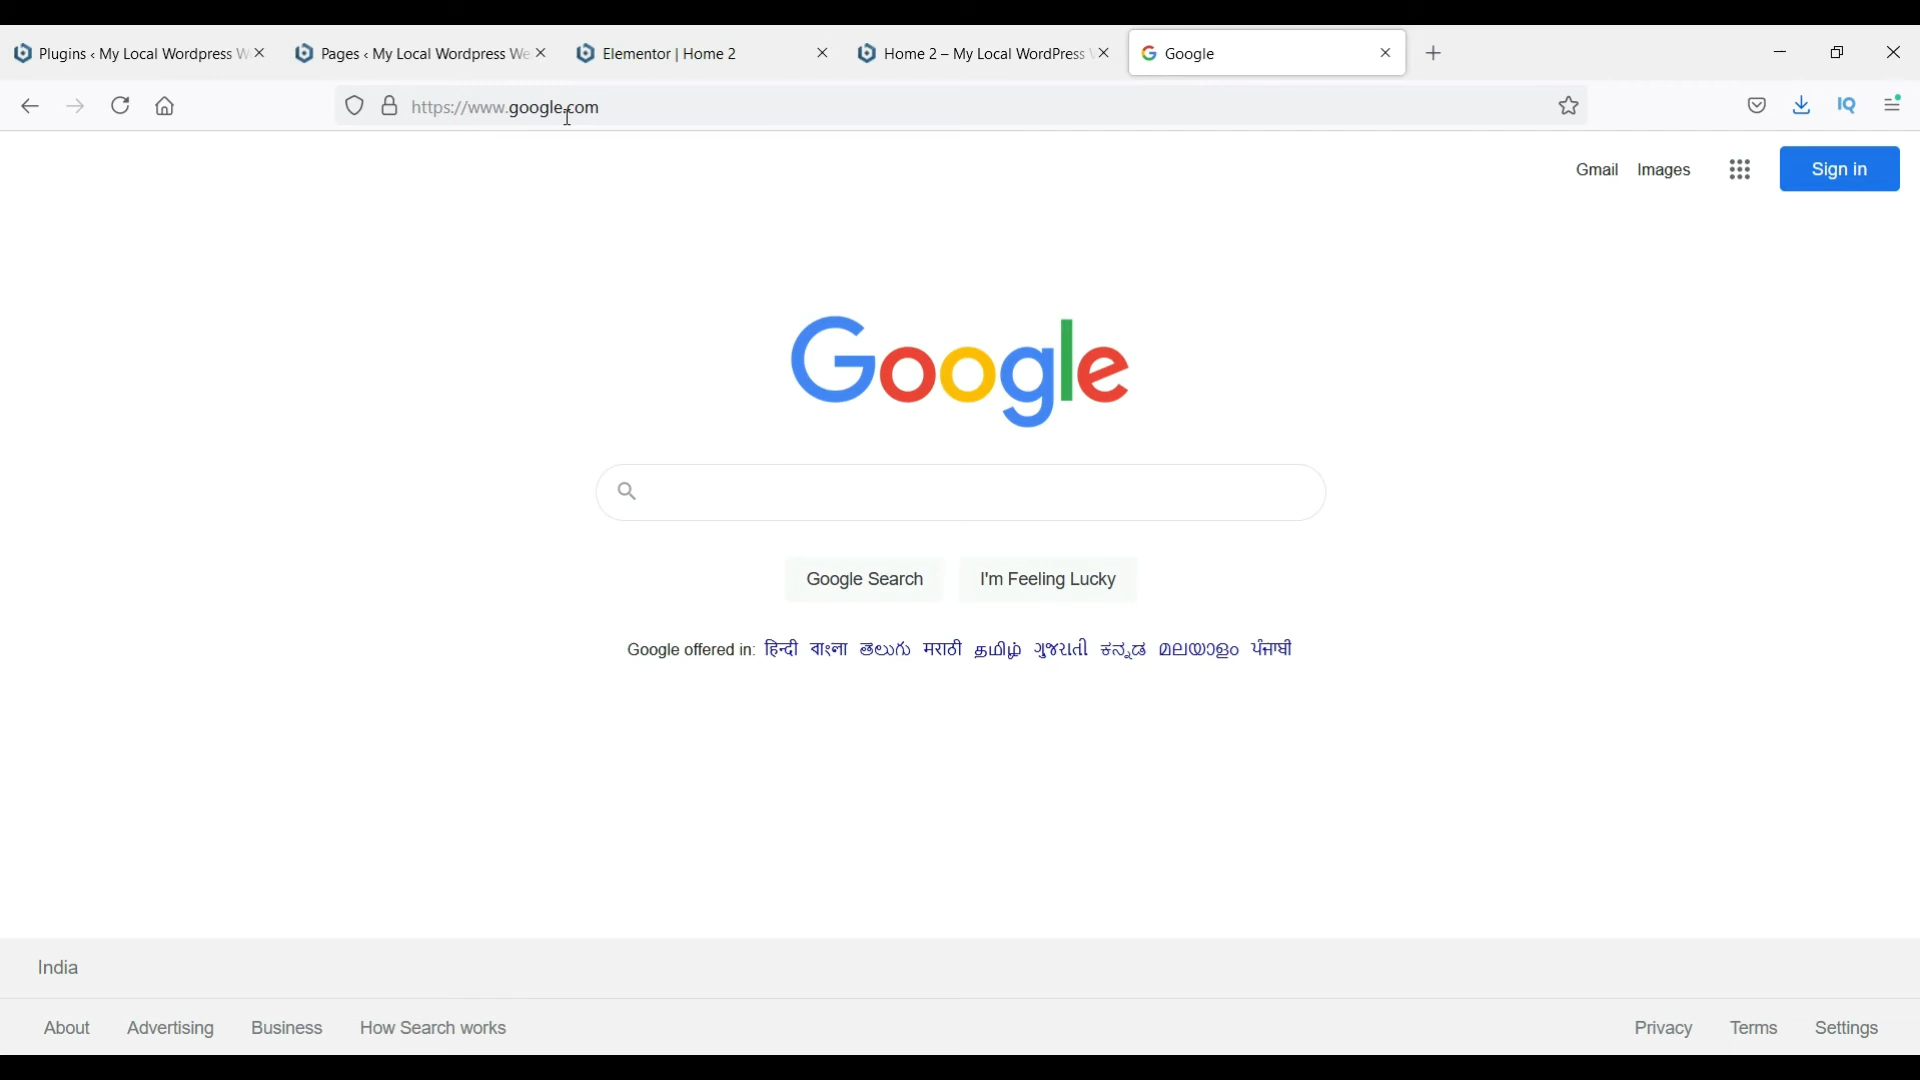 Plugins ‹ My Local Wordpress W
Pages ‹ My Local Wordpress We
Elementor | Home 2
Home 2 – My Local WordPress
Google
https://www.google.com
IQ
Gmail Images Sign in
Google
Google Search I'm Feeling Lucky
Google offered in: हिन्दी বাংলা తెలుగు मराठी தமிழ் ગુજરાતી ಕನ್ನಡ മലയാളം ਪੰਜਾਬੀ
India
About Advertising Business How Search works Privacy Terms Settings